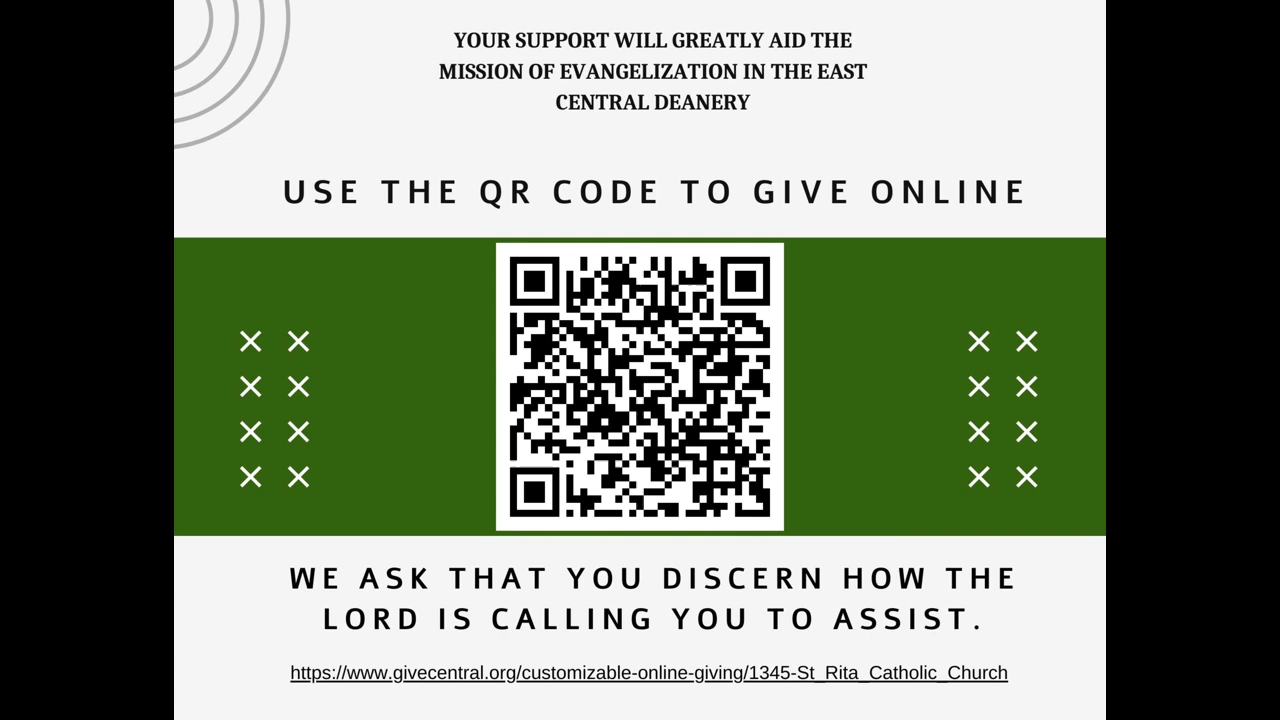 YOUR SUPPORT WILL GREATLY AID THE
MISSION OF EVANGELIZATION IN THE EAST
CENTRAL DEANERY
USE THE QR CODE TO GIVE ONLINE
WE ASK THAT YOU DISCERN HOW THE
LORD IS CALLING YOU TO ASSIST.
https://www.givecentral.org/customizable-online-giving/1345-St_Rita_Catholic_Church